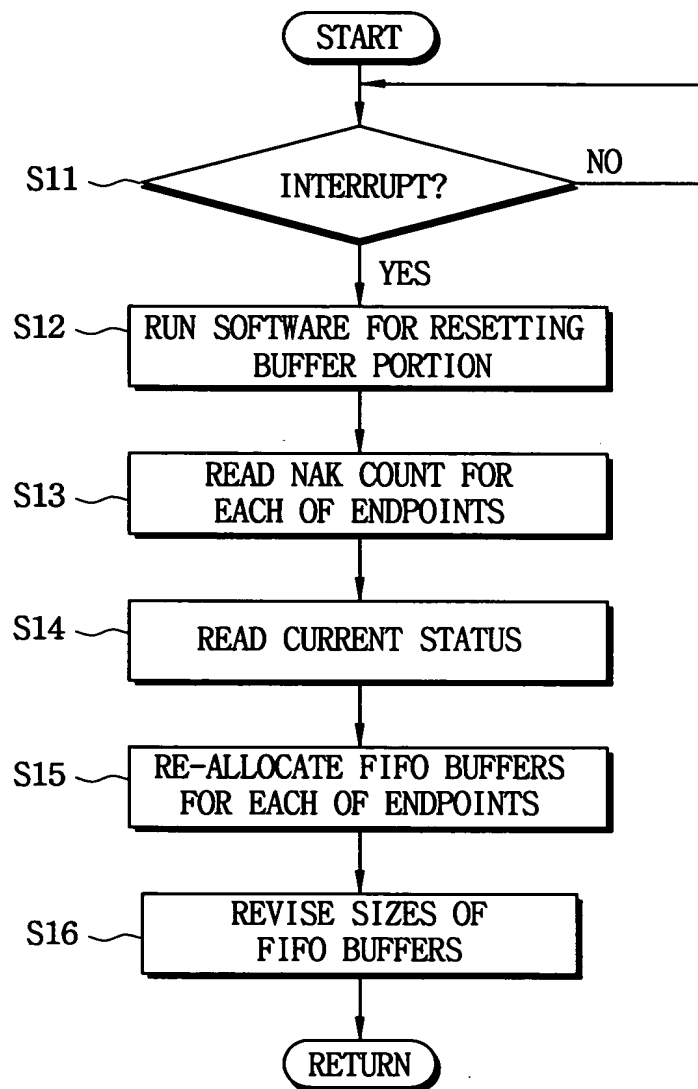 START
S11
INTERRUPT?
NO
YES
S12
RUN SOFTWARE FOR RESETTING
BUFFER PORTION
S13
READ NAK COUNT FOR
EACH OF ENDPOINTS
S14
READ CURRENT STATUS
S15
RE-ALLOCATE FIFO BUFFERS
FOR EACH OF ENDPOINTS
S16
REVISE SIZES OF
FIFO BUFFERS
RETURN